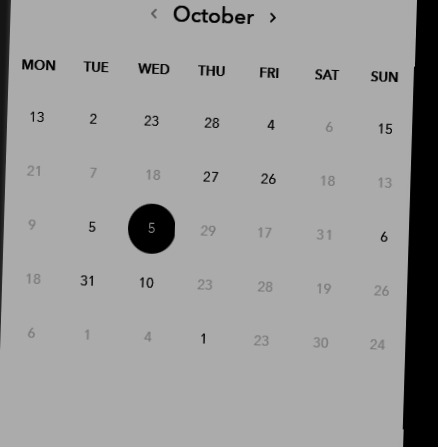 ‹ October ›
MON TUE WED THU FRI SAT SUN
13 2 23 28 4 6 15
21 7 18 27 26 18 13
9 5 5 29 17 31 6
18 31 10 23 28 19 26
6 1 4 1 23 30 24